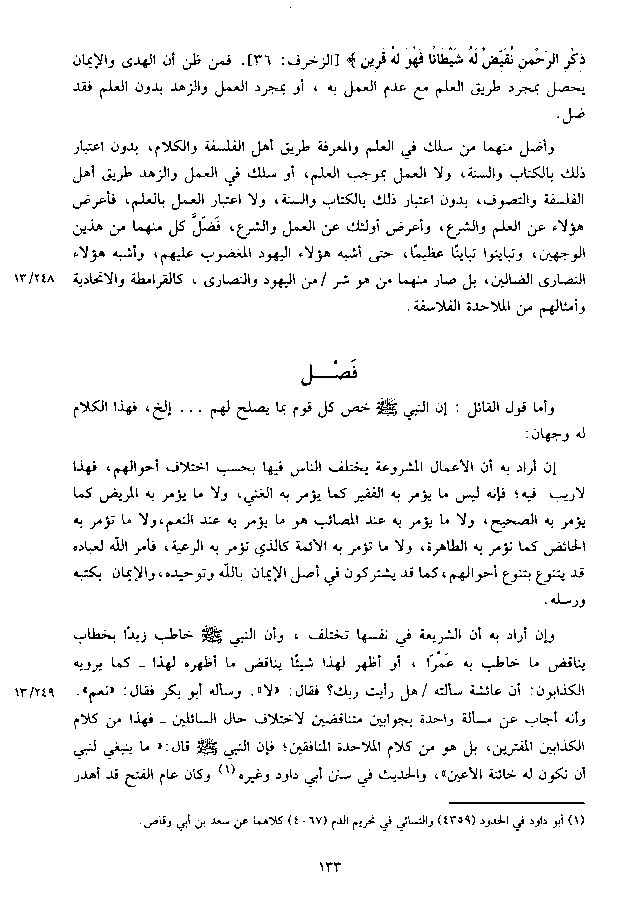 ذِكْرِ الرَّحْمَنِ نُقَيِّضْ لَهُ شَيْطَانًا فَهُوَ لَهُ قَرِين ﴾ [الزخرف: ٣٦]. فمن ظن أن الهدى والإيمان
يحصل بمجرد طريق العلم مع عدم العمل به ، أو بمجرد العمل والزهد بدون العلم فقد
ضل.
وأضل منهما من سلك في العلم والمعرفة طريق أهل الفلسفة والكلام، بدون اعتبار
ذلك بالكتاب والسنة، ولا العمل بموجب العلم، أو سلك في العمل والزهد طريق أهل
الفلسفة والتصوف، بدون اعتبار ذلك بالكتاب والسنة، ولا اعتبار العمل بالعلم، فأعرض
هؤلاء عن العلم والشرع، وأعرض أولئك عن العمل والشرع، فَضَلَّ كل منهما من هذين
الوجهين، وتباينوا تباينًا عظيمًا، حتى أشبه هؤلاء اليهود المغضوب عليهم، وأشبه هؤلاء
النصارى الضالين، بل صار منهما من هو شر / من اليهود والنصارى ، كالقرامطة والاتحادية
١٣/٢٤٨
وأمثالهم من الملاحدة الفلاسفة.
فَصْــل
وأما قول القائل : إن النبي ﷺ خص كل قوم بما يصلح لهم ... إلخ، فهذا الكلام
له وجهان:
إن أراد به أن الأعمال المشروعة يختلف الناس فيها بحسب اختلاف أحوالهم، فهذا
لاريب فيه؛ فإنه ليس ما يؤمر به الفقير كما يؤمر به الغني، ولا ما يؤمر به المريض كما
يؤمر به الصحيح، ولا ما يؤمر به عند المصائب هو ما يؤمر به عند النعم،ولا ما تؤمر به
الحائض كما تؤمر به الطاهرة، ولا ما تؤمر به الأئمة كالذي تؤمر به الرعية، فأمر الله لعباده
قد يتنوع بتنوع أحوالهم،كما قد يشتركون في أصل الإيمان بالله وتوحيده،والإيمان بكتبه
ورسله.
وإن أراد به أن الشريعة في نفسها تختلف ، وأن النبي ﷺ خاطب زيدًا بخطاب
يناقض ما خاطب به عَمْرًا ، أو أظهر لهذا شيئًا يناقض ما أظهره لهذا ـ كما يرويه
الكذابون: أن عائشة سألته / هل رأيت ربك؟ فقال: «لا». وسأله أبو بكر فقال: «نعم».
١٣/٢٤٩
وأنه أجاب عن مسألة واحدة بجوابين متناقضين لاختلاف حال السائلين ـ فهذا من كلام
الكذابين المفترين، بل هو من كلام الملاحدة المنافقين؛ فإن النبي ﷺ قال:« ما ينبغي لنبي
أن تكون له خائنة الأعين»، والحديث في سنن أبي داود وغيره(١) وكان عام الفتح قد أهدر
(١) أبو داود في الحدود (٤٣٥٩) والنسائي في تحريم الدم (٤٠٦٧) كلاهما عن سعد بن أبي وقاص.
١٣٣